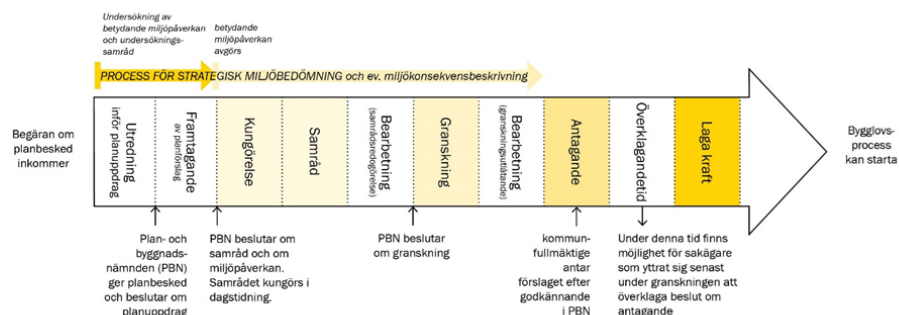 Undersökning av
betydande miljöpåverkan
och undersöknings-
samråd
betydande
miljöpåverkan
avgörs
PROCESS FÖR STRATEGISK MILJÖBEDÖMNING och ev. miljökonsekvensbeskrivning
Begäran om
planbesked
inkommer
Utredning
inför planuppdrag
Framtagande
av planförslag
Kungörelse
Samråd
Bearbetning
(samrådsredogörelse)
Granskning
Bearbetning
(granskningsutlåtande)
Antagande
Överklagandetid
Laga kraft
Bygglovs-
process
kan starta
Plan- och
byggnads-
nämnden (PBN)
ger planbesked
och beslutar om
planuppdrag
PBN beslutar om
samråd och om
miljöpåverkan.
Samrådet kungörs i
dagstidning.
PBN beslutar
om granskning
kommun-
fullmäktige
antar
förslaget efter
godkännande
i PBN
Under denna tid finns
möjlighet för sakägare
som yttrat sig senast
under granskningen att
överklaga beslut om
antagande